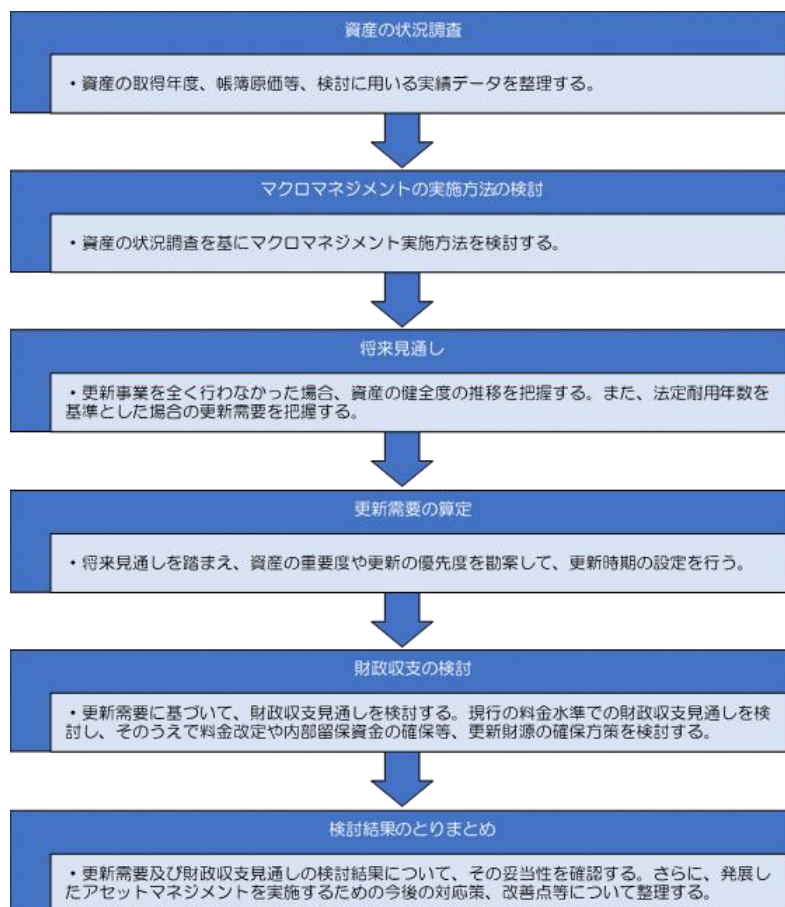 資産の状況調査
・資産の取得年度、帳簿原価等、検討に用いる実績データを整理する。
マクロマネジメントの実施方法の検討
・資産の状況調査を基にマクロマネジメント実施方法を検討する。
将来見通し
・更新事業を全く行わなかった場合、資産の健全度の推移を把握する。また、法定耐用年数を
基準とした場合の更新需要を把握する。
更新需要の算定
・将来見通しを踏まえ、資産の重要度や更新の優先度を勘案して、更新時期の設定を行う。
財政収支の検討
・更新需要に基づいて、財政収支見通しを検討する。現行の料金水準での財政収支見通しを検
討し、そのうえで料金改定や内部留保資金の確保等、更新財源の確保方策を検討する。
検討結果のとりまとめ
・更新需要及び財政収支見通しの検討結果について、その妥当性を確認する。さらに、発展し
たアセットマネジメントを実施するための今後の対応策、改善点等について整理する。